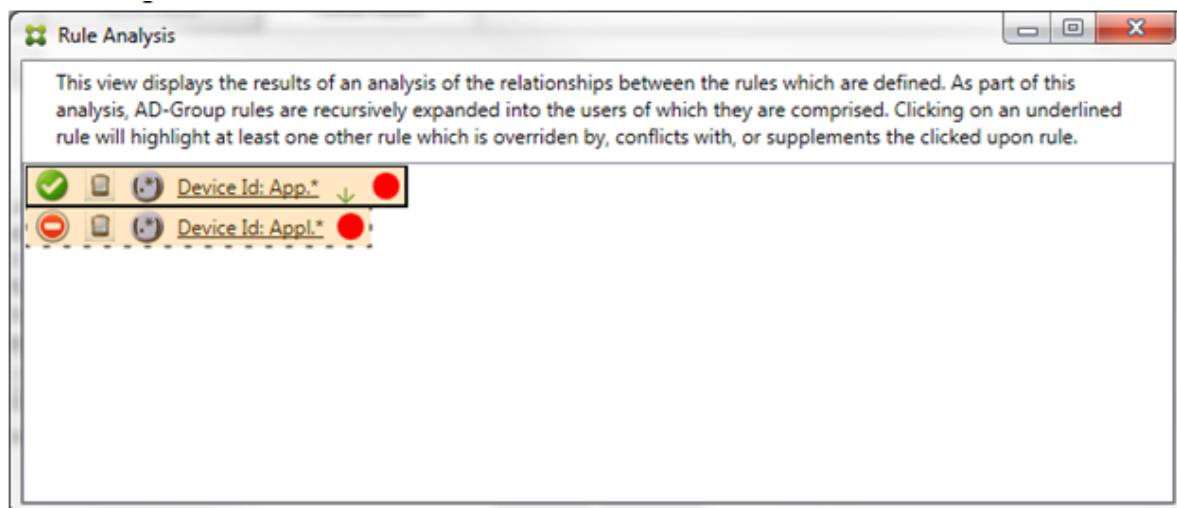 Rule Analysis
This view displays the results of an analysis of the relationships between the rules which are defined. As part of this
analysis, AD-Group rules are recursively expanded into the users of which they are comprised. Clicking on an underlined
rule will highlight at least one other rule which is overriden by, conflicts with, or supplements the clicked upon rule.
(.*) Device Id: App.*
(.*) Device Id: Appl.*